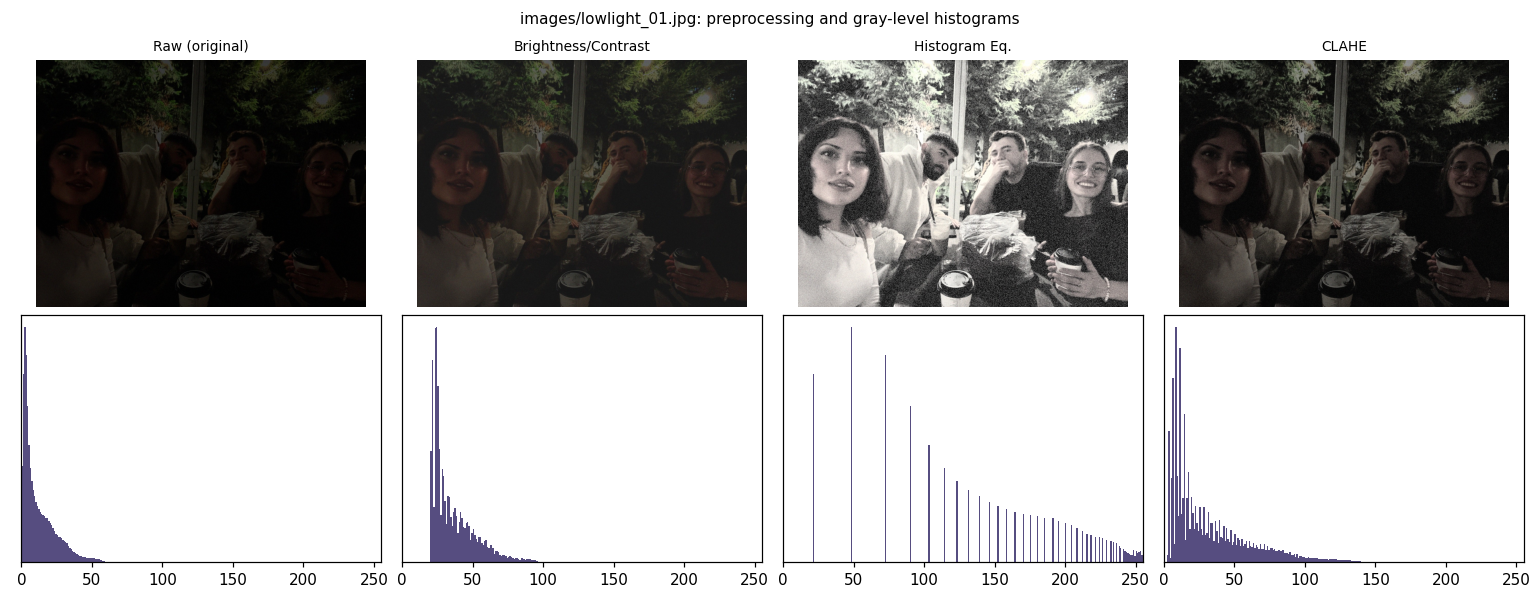 images/lowlight_01.jpg: preprocessing and gray-level histograms
Raw (original) Brightness/Contrast Histogram Eq. CLAHE
0 50 100 150 200 250 0 50 100 150 200 250 0 50 100 150 200 250 0 50 100 150 200 250